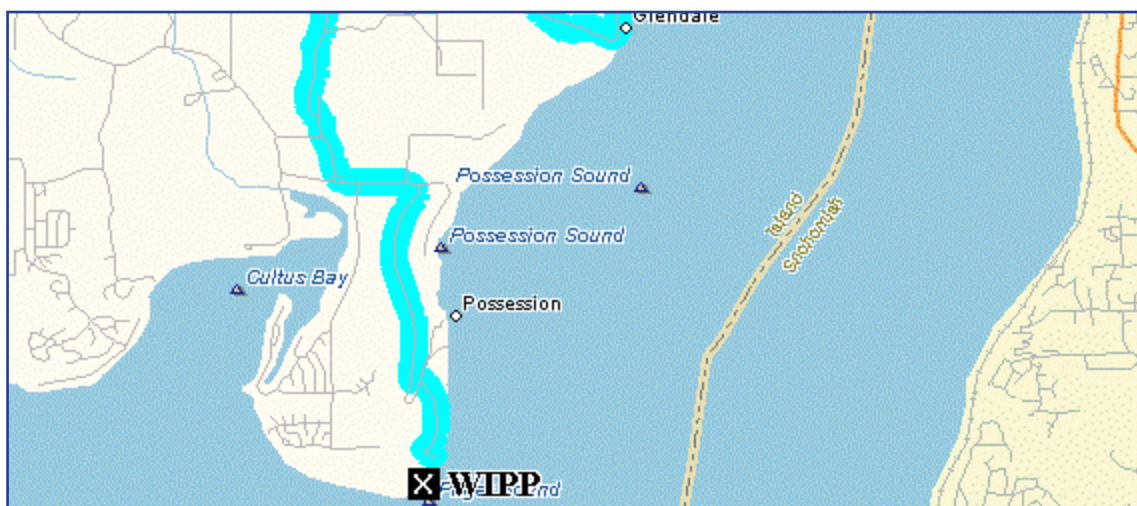 Glendale
Possession Sound
Island
Snohomish
Possession Sound
Cultus Bay
Possession
WIPP